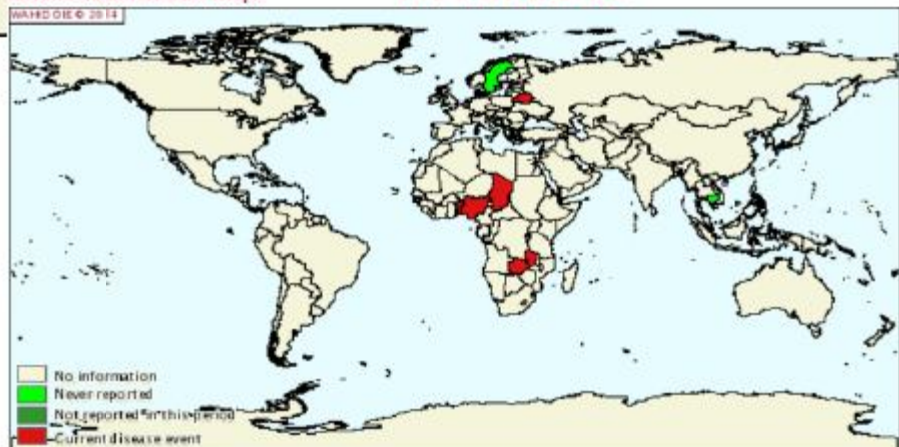 WAHID OIE © 2014
No information
Never reported
Not reported in this period
Current disease event